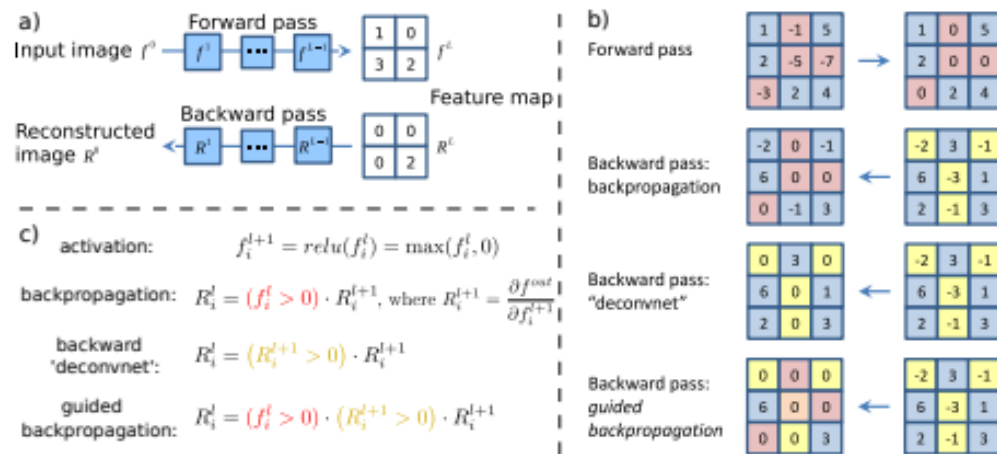 a)
Forward pass
Input image f⁰ f¹ ... f^{L-1} 1 0 f^L
3 2
Feature map
Backward pass
Reconstructed image R⁰ R¹ ... R^{L-1} 0 0 R^L
0 2
b)
Forward pass
1 -1 5 1 0 5
2 -5 -7 2 0 0
-3 2 4 0 2 4
Backward pass:
backpropagation
-2 0 -1 -2 3 -1
6 0 0 6 -3 1
0 -1 3 2 -1 3
Backward pass:
"deconvnet"
0 3 0 -2 3 -1
6 0 1 6 -3 1
2 0 3 2 -1 3
Backward pass:
guided
backpropagation
0 0 0 -2 3 -1
6 0 0 6 -3 1
0 0 3 2 -1 3
c)
activation: f_i^{l+1} = relu(f_i^l) = max(f_i^l, 0)
backpropagation: R_i^l = (f_i^l > 0) · R_i^{l+1}, where R_i^{l+1} = ∂f^{out}/∂f_i^{l+1}
backward
'deconvnet': R_i^l = (R_i^{l+1} > 0) · R_i^{l+1}
guided
backpropagation: R_i^l = (f_i^l > 0) · (R_i^{l+1} > 0) · R_i^{l+1}